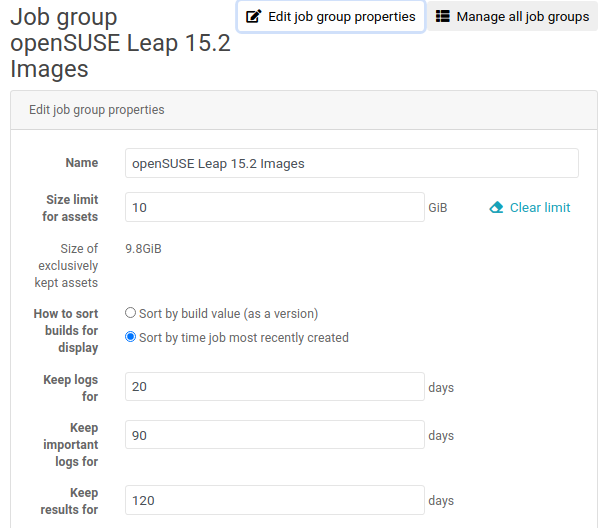 Job group
openSUSE Leap 15.2
Images
Edit job group properties
Manage all job groups
Edit job group properties
Name
openSUSE Leap 15.2 Images
Size limit
for assets
10
GiB
Clear limit
Size of
exclusively
kept assets
9.8GiB
How to sort
builds for
display
Sort by build value (as a version)
Sort by time job most recently created
Keep logs
for
20
days
Keep
important
logs for
90
days
Keep
results for
120
days